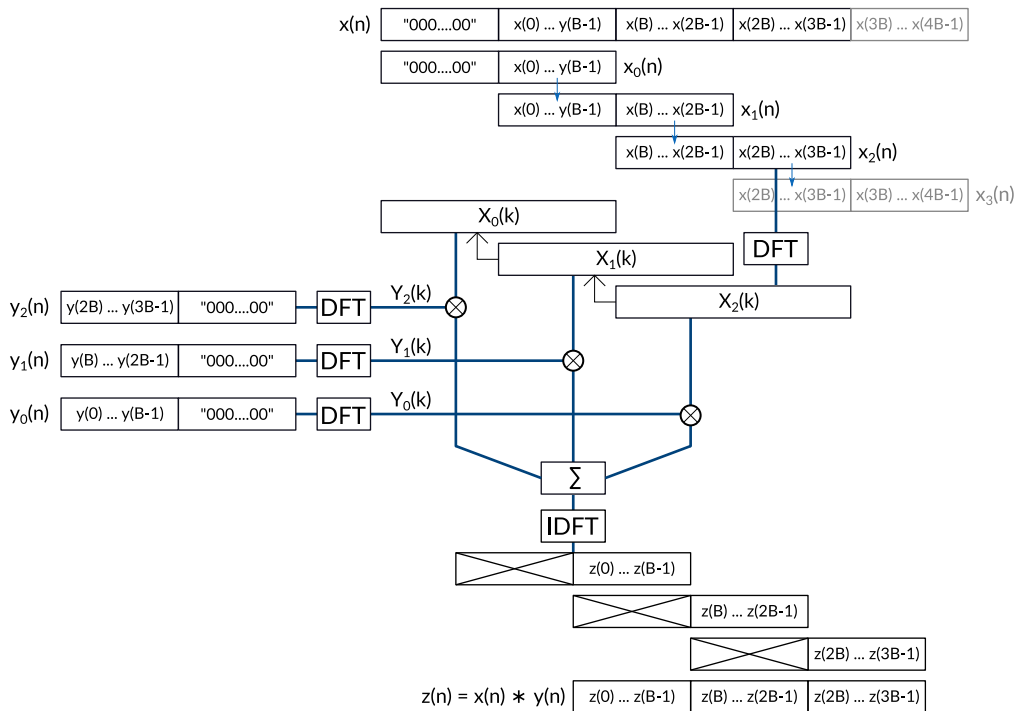 x(n) "000....00" x(0) ... y(B-1) x(B) ... x(2B-1) x(2B) ... x(3B-1) x(3B) ... x(4B-1)
"000....00" x(0) ... y(B-1) x₀(n)
x(0) ... y(B-1) x(B) ... x(2B-1) x₁(n)
x(B) ... x(2B-1) x(2B) ... x(3B-1) x₂(n)
x(2B) ... x(3B-1) x(3B) ... x(4B-1) x₃(n)
X₀(k)
DFT
X₁(k)
X₂(k)
y₂(n) y(2B) ... y(3B-1) "000....00" DFT Y₂(k)
y₁(n) y(B) ... y(2B-1) "000....00" DFT Y₁(k)
y₀(n) y(0) ... y(B-1) "000....00" DFT Y₀(k)
Σ
IDFT
z(0) ... z(B-1)
z(B) ... z(2B-1)
z(2B) ... z(3B-1)
z(n) = x(n) ∗ y(n) z(0) ... z(B-1) z(B) ... z(2B-1) z(2B) ... z(3B-1)